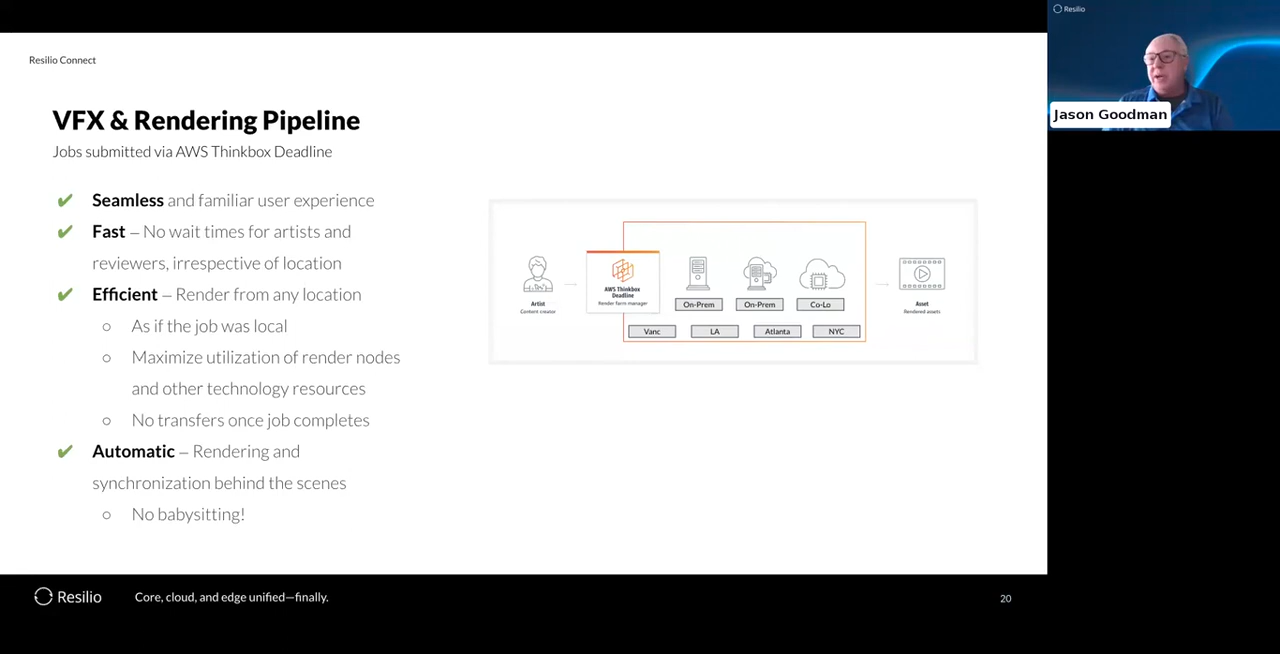 Resilio
Resilio Connect
Jason Goodman
VFX & Rendering Pipeline
Jobs submitted via AWS Thinkbox Deadline
✔ Seamless and familiar user experience
✔ Fast – No wait times for artists and
reviewers, irrespective of location
✔ Efficient – Render from any location
○ As if the job was local
○ Maximize utilization of render nodes
and other technology resources
○ No transfers once job completes
✔ Automatic – Rendering and
synchronization behind the scenes
○ No babysitting!
Artist
Content creator
AWS Thinkbox
Deadline
Render farm manager
On-Prem
On-Prem
Co-Lo
Asset
Rendered assets
Vanc
LA
Atlanta
NYC
Resilio
Core, cloud, and edge unified—finally.
20